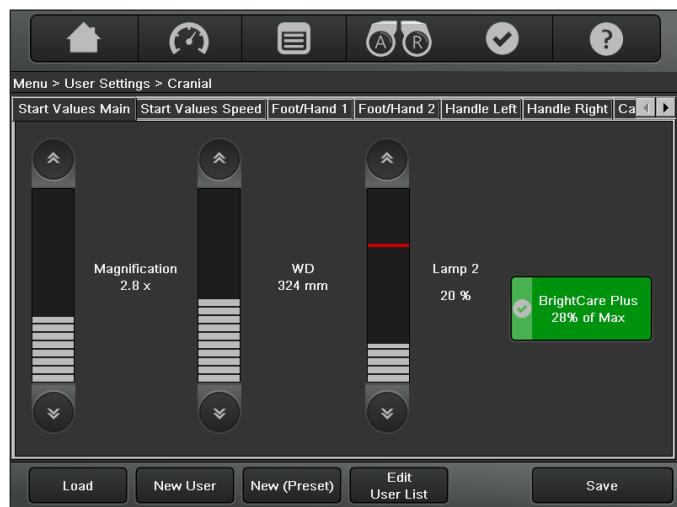 A R ?
Menu > User Settings > Cranial
Start Values Main Start Values Speed Foot/Hand 1 Foot/Hand 2 Handle Left Handle Right Ca
Magnification
2.8 x
WD
324 mm
Lamp 2
20 %
BrightCare Plus
28% of Max
Load New User New (Preset) Edit
User List Save